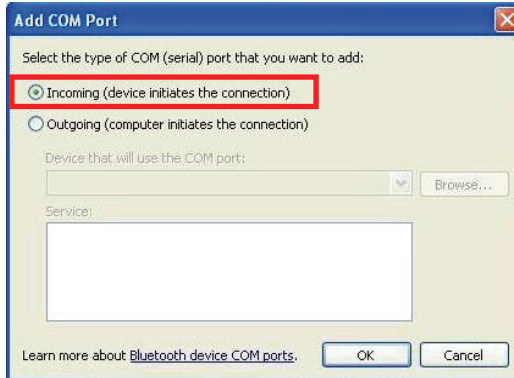 Add COM Port
Select the type of COM (serial) port that you want to add:
Incoming (device initiates the connection)
Outgoing (computer initiates the connection)
Device that will use the COM port:
Browse...
Service:
Learn more about Bluetooth device COM ports.
OK
Cancel